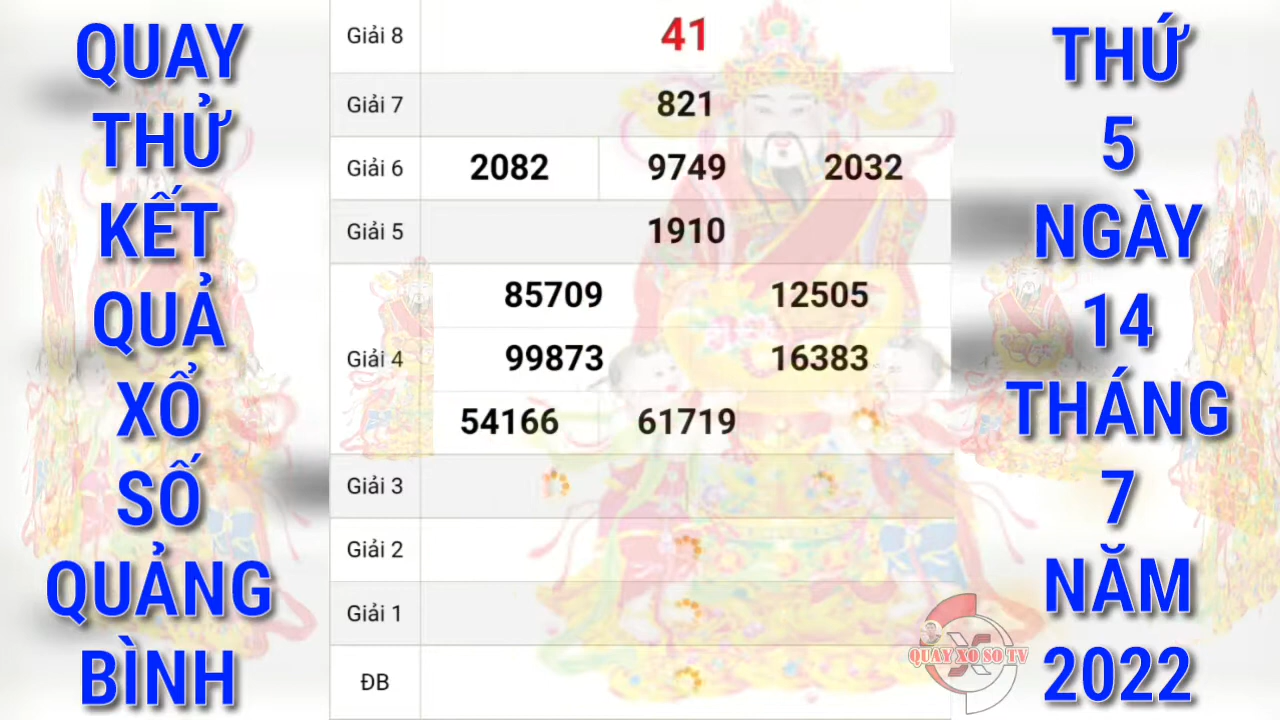 QUAY
THỬ
KẾT
QUẢ
XỔ
SỐ
QUẢNG
BÌNH
Giải 8 41
Giải 7 821
Giải 6 2082 9749 2032
Giải 5 1910
85709 12505
Giải 4 99873 16383
54166 61719
Giải 3
Giải 2
Giải 1
ĐB
THỨ
5
NGÀY
14
THÁNG
7
NĂM
2022
QUAY XO SO TV